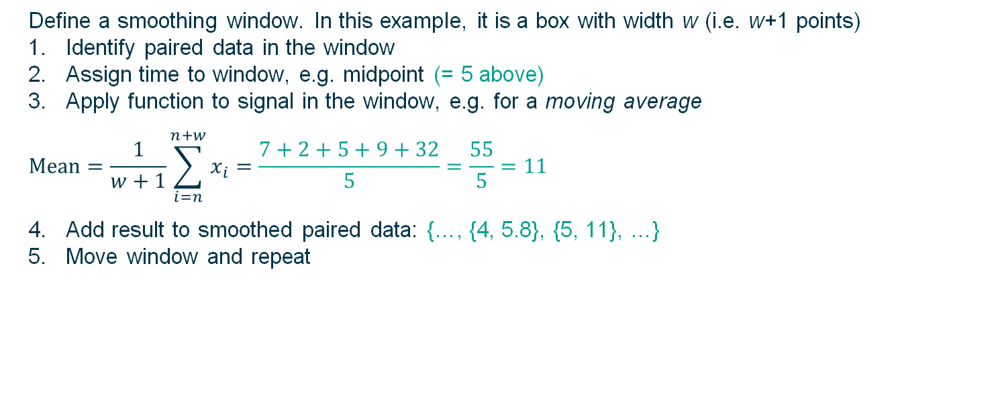 Define a smoothing window. In this example, it is a box with width w (i.e. w+1 points)
1. Identify paired data in the window
2. Assign time to window, e.g. midpoint (= 5 above)
3. Apply function to signal in the window, e.g. for a moving average
Mean = \frac{1}{w + 1} \sum_{i=n}^{n+w} x_i = \frac{7 + 2 + 5 + 9 + 32}{5} = \frac{55}{5} = 11
4. Add result to smoothed paired data: {…, {4, 5.8}, {5, 11}, …}
5. Move window and repeat